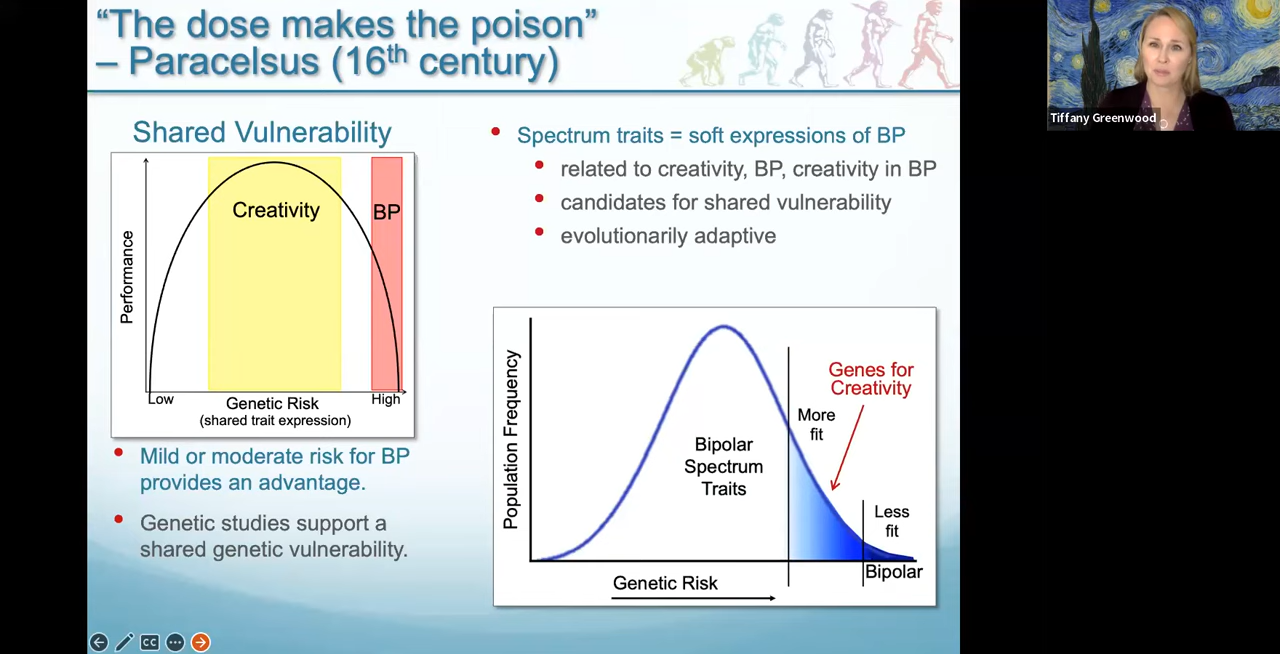 “The dose makes the poison”
– Paracelsus (16th century)
Shared Vulnerability
Creativity
BP
Performance
Low
Genetic Risk
High
(shared trait expression)
• Mild or moderate risk for BP
provides an advantage.
• Genetic studies support a
shared genetic vulnerability.
• Spectrum traits = soft expressions of BP
• related to creativity, BP, creativity in BP
• candidates for shared vulnerability
• evolutionarily adaptive
Population Frequency
Bipolar
Spectrum
Traits
More
fit
Genes for
Creativity
Less
fit
Bipolar
Genetic Risk
CC
Tiffany Greenwood